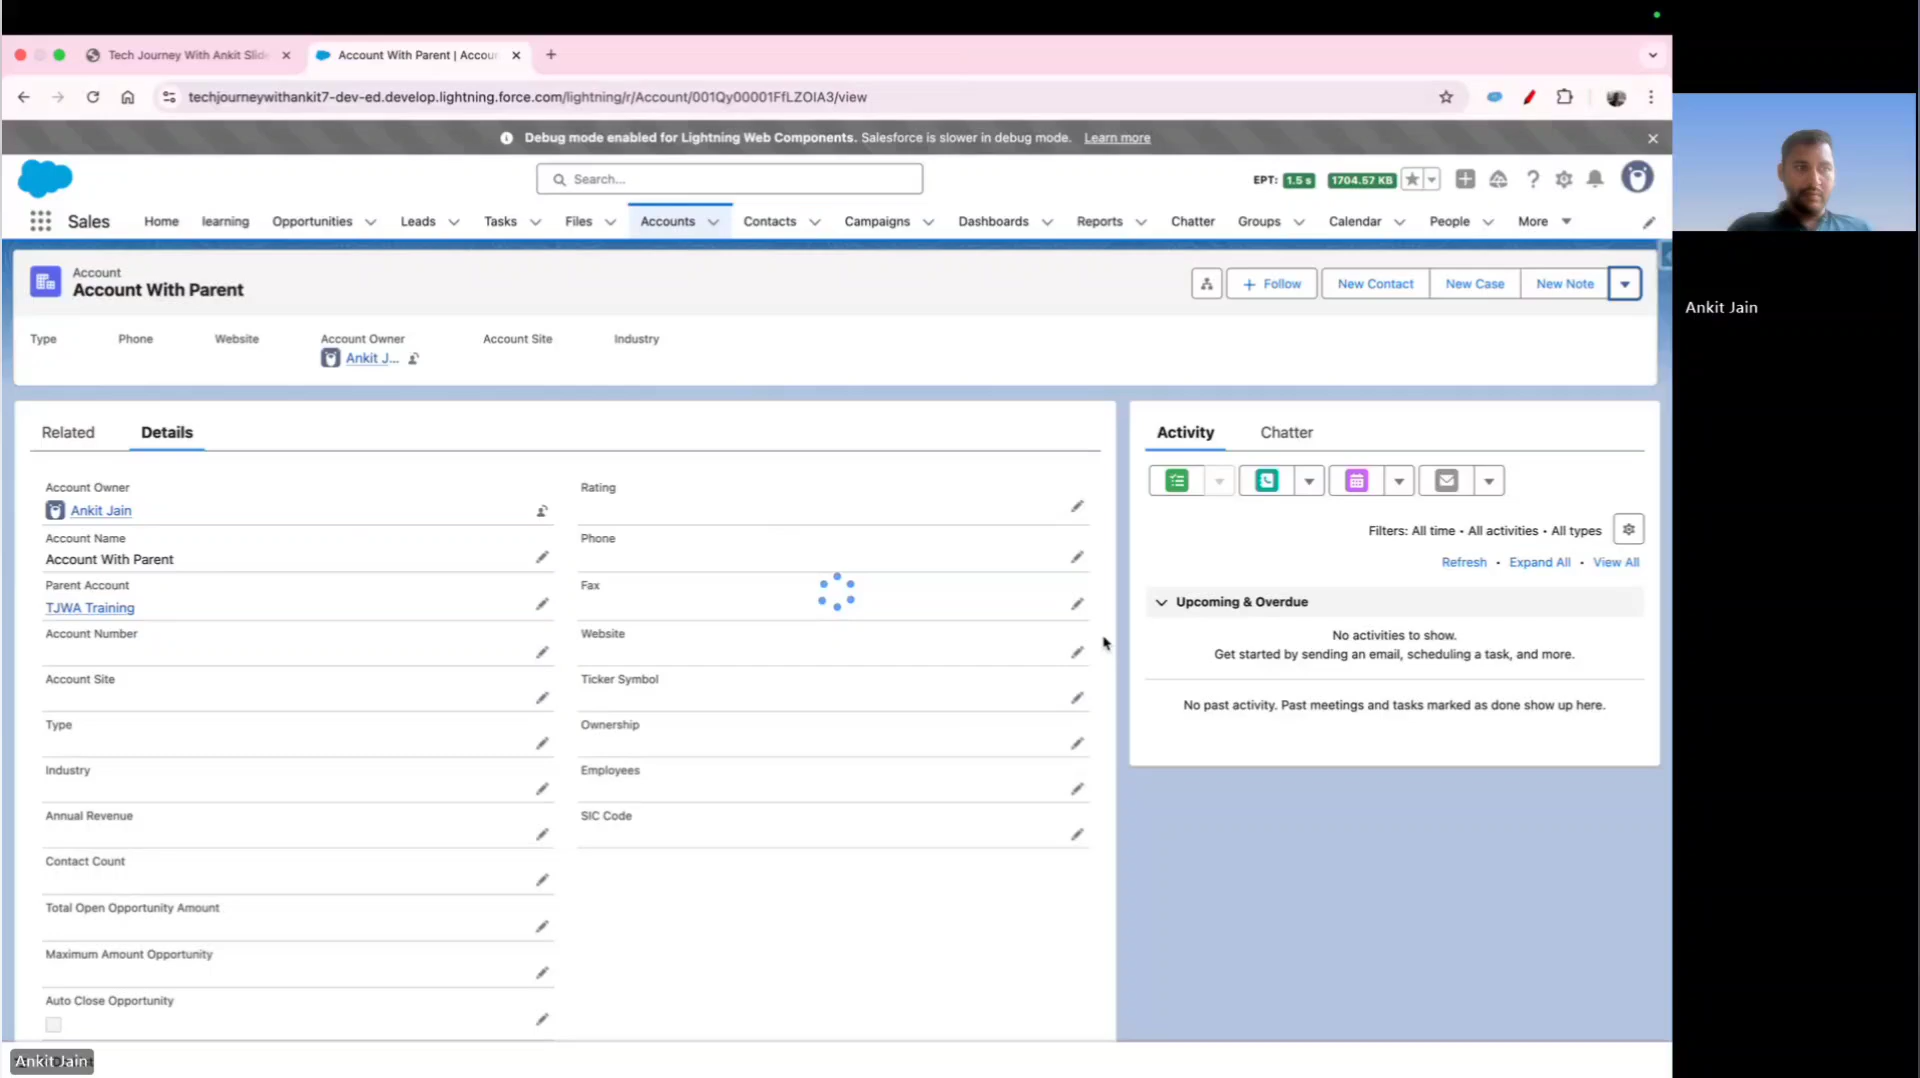 Tech Journey With Ankit Slide
Account With Parent | Accoun
techjourneywithankit7-dev-ed.develop.lightning.force.com/lightning/r/Account/001Qy00001FfLZOIA3/view
Debug mode enabled for Lightning Web Components. Salesforce is slower in debug mode. Learn more
Search...
EPT: 1.5 s 1704.57 KB
Sales Home learning Opportunities Leads Tasks Files Accounts Contacts Campaigns Dashboards Reports Chatter Groups Calendar People More
Account
Account With Parent
Follow New Contact New Case New Note
Type Phone Website Account Owner Account Site Industry
Ankit J...
Related Details
Account Owner
Ankit Jain
Account Name
Account With Parent
Parent Account
TJWA Training
Account Number
Account Site
Type
Industry
Annual Revenue
Contact Count
Total Open Opportunity Amount
Maximum Amount Opportunity
Auto Close Opportunity
Rating
Phone
Fax
Website
Ticker Symbol
Ownership
Employees
SIC Code
Activity Chatter
Filters: All time • All activities • All types
Refresh • Expand All • View All
Upcoming & Overdue
No activities to show.
Get started by sending an email, scheduling a task, and more.
No past activity. Past meetings and tasks marked as done show up here.
Ankit Jain
Ankit Jain